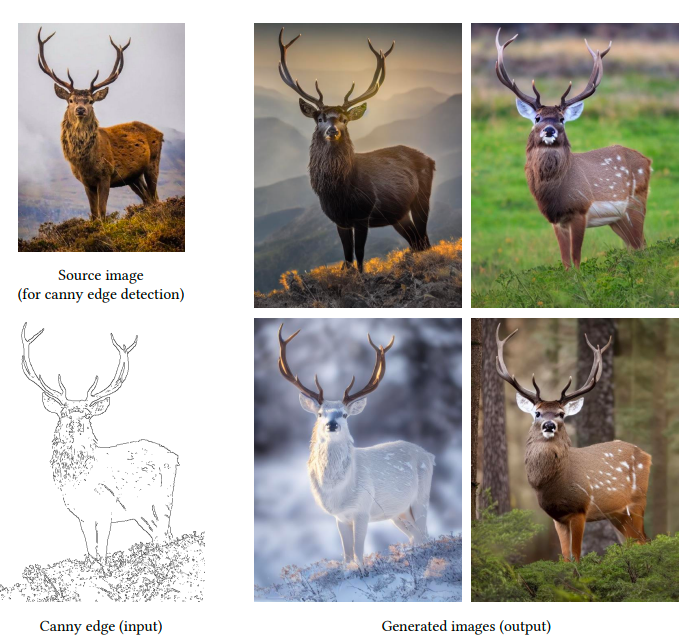 Source image
(for canny edge detection)
Canny edge (input)
Generated images (output)